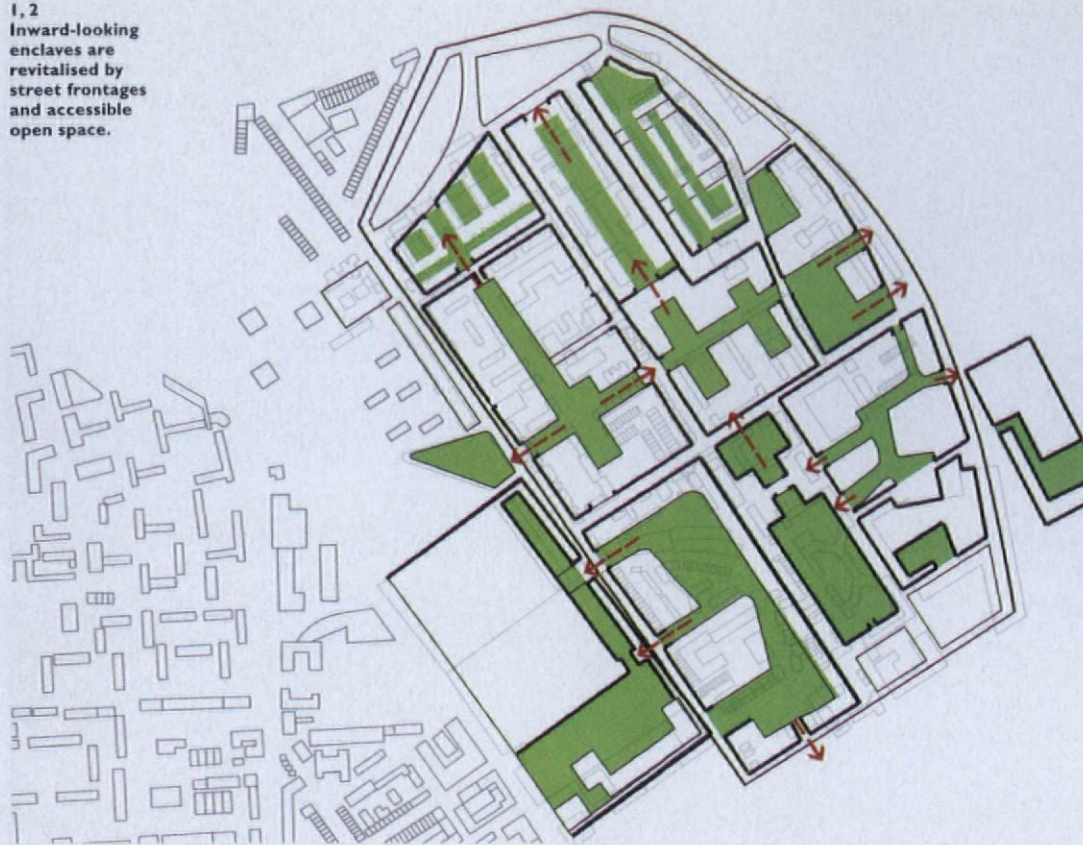 1, 2
Inward-looking
enclaves are
revitalised by
street frontages
and accessible
open space.